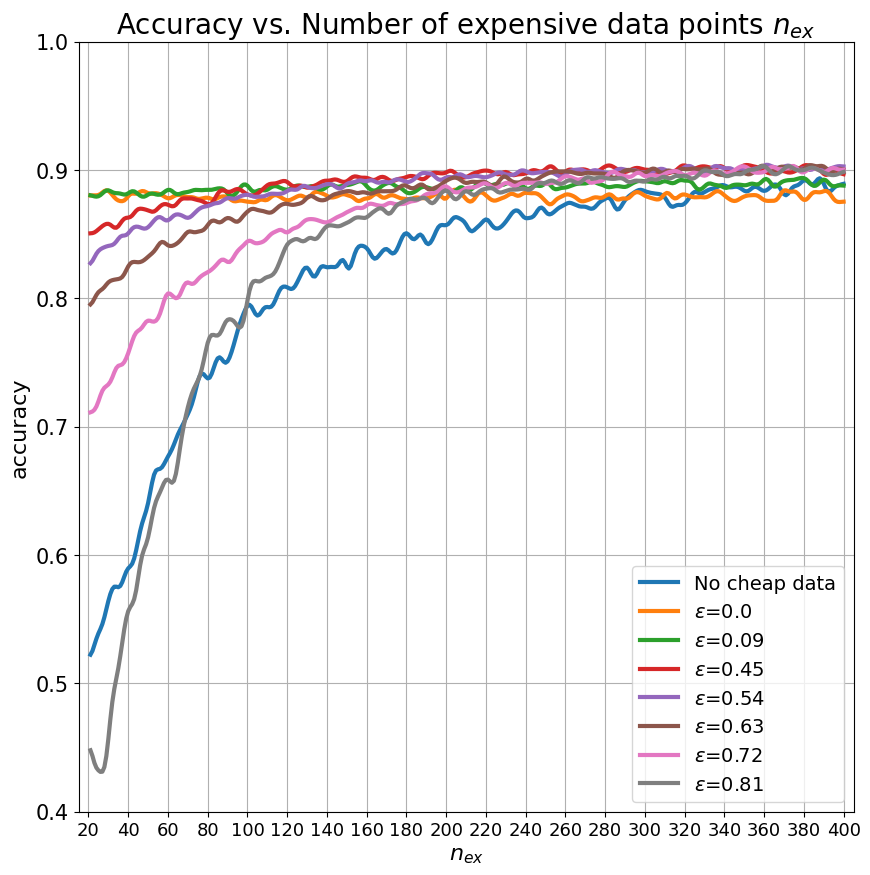 Accuracy vs. Number of expensive data points n_ex
1.0
0.9
0.8
0.7
0.6
0.5
0.4
accuracy
No cheap data
ε=0.0
ε=0.09
ε=0.45
ε=0.54
ε=0.63
ε=0.72
ε=0.81
20 40 60 80 100 120 140 160 180 200 220 240 260 280 300 320 340 360 380 400
n_ex